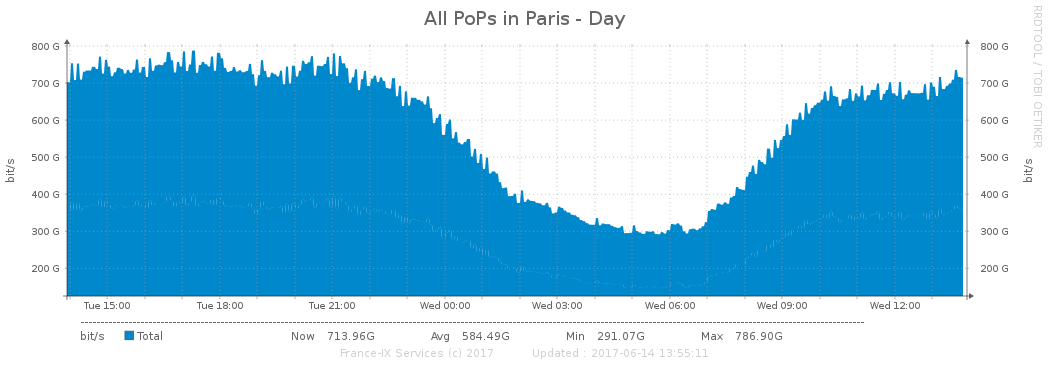 All PoPs in Paris - Day
RRDTOOL / TOBI OETIKER
800 G 800 G
700 G 700 G
600 G 600 G
500 G 500 G
400 G 400 G
300 G 300 G
200 G 200 G
bit/s bit/s
Tue 15:00 Tue 18:00 Tue 21:00 Wed 00:00 Wed 03:00 Wed 06:00 Wed 09:00 Wed 12:00
bit/s Total Now 713.96G Avg 584.49G Min 291.07G Max 786.90G
France-IX Services (c) 2017 Updated : 2017-06-14 13:55:11